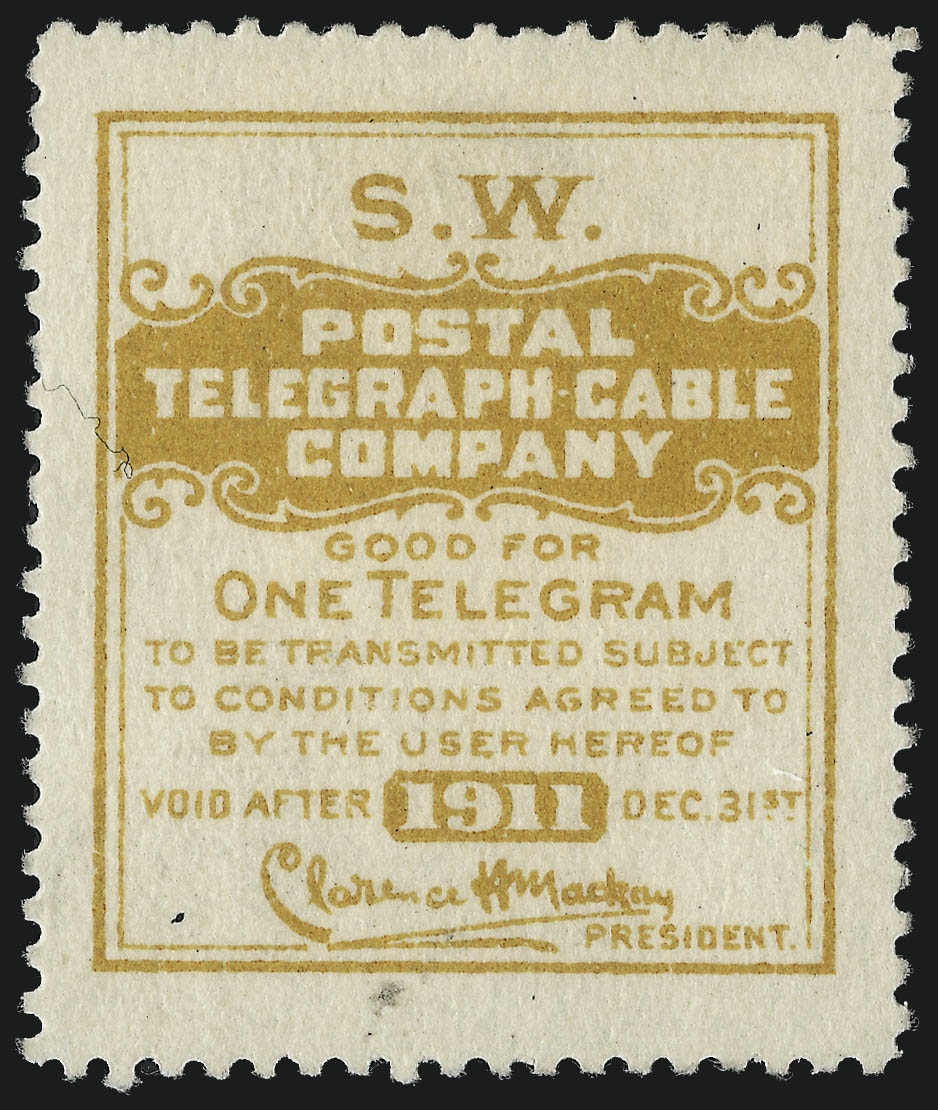 S.W.
POSTAL
TELEGRAPH-CABLE
COMPANY
GOOD FOR
ONE TELEGRAM
TO BE TRANSMITTED SUBJECT
TO CONDITIONS AGREED TO
BY THE USER HEREOF
VOID AFTER 1911 DEC. 31ST
Clarence H Mackay
PRESIDENT.